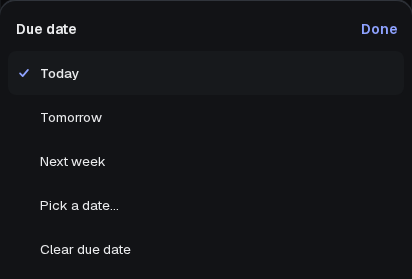 Due date
Done
Today
Tomorrow
Next week
Pick a date...
Clear due date